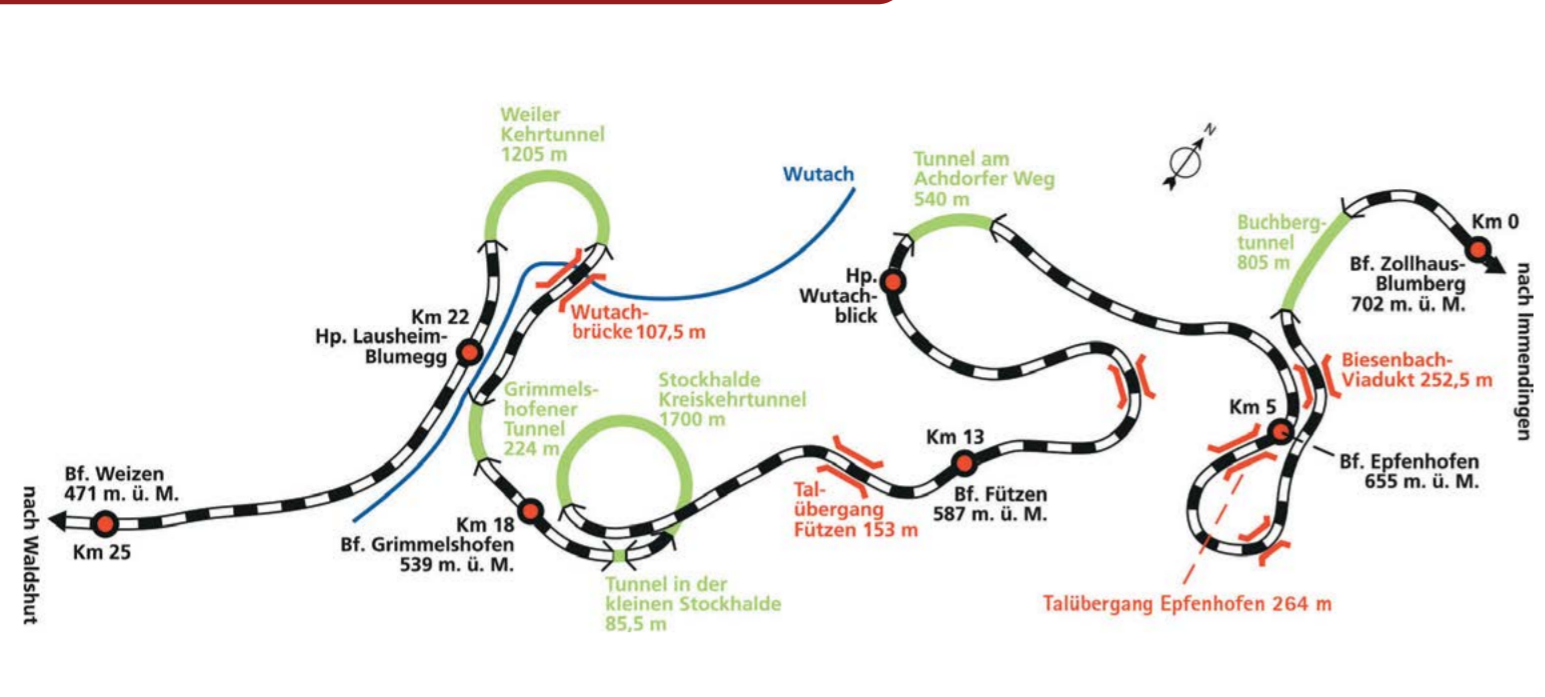 Weiler
Kehrtunnel
1205 m
Wutach
Tunnel am
Achdorfer Weg
540 m
N
Buchberg-
tunnel
805 m
Km 0
Bf. Zollhaus-
Blumberg
702 m. ü. M.
nach Immendingen
Hp.
Wutach-
blick
Km 22
Hp. Lausheim-
Blumegg
Wutach-
brücke 107,5 m
Biesenbach-
Viadukt 252,5 m
Grimmels-
hofener
Tunnel
224 m
Stockhalde
Kreiskehrtunnel
1700 m
Km 5
Km 13
Bf. Epfenhofen
655 m. ü. M.
Bf. Weizen
471 m. ü. M.
Km 25
nach Waldshut
Tal-
übergang
Fützen 153 m
Bf. Fützen
587 m. ü. M.
Km 18
Bf. Grimmelshofen
539 m. ü. M.
Tunnel in der
kleinen Stockhalde
85,5 m
Talübergang Epfenhofen 264 m